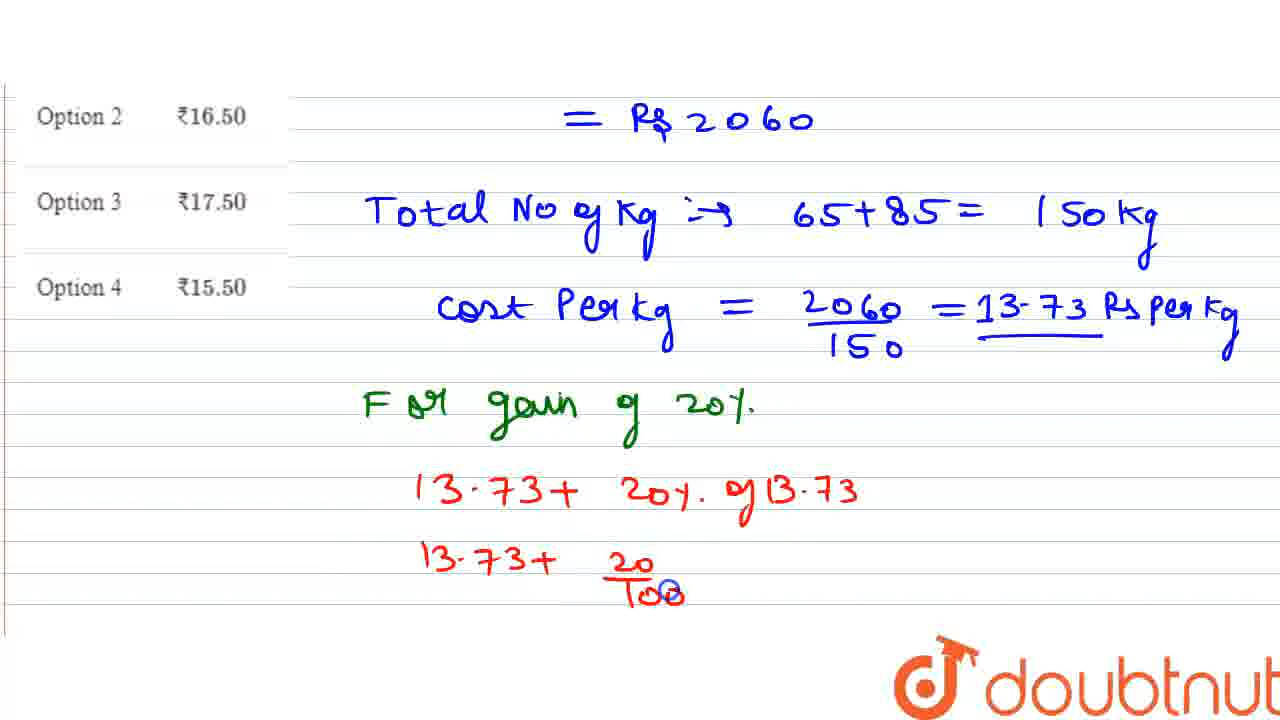 Option 2 ₹16.50
= Rs 2060
Option 3 ₹17.50
Total No of Kg :→ 65+85 = 150 kg
Option 4 ₹15.50
Cost Per kg = 2060/150 = 13.73 Rs per kg
For gain of 20%.
13.73 + 20%. of 13.73
13.73 + 20/100
doubtnut